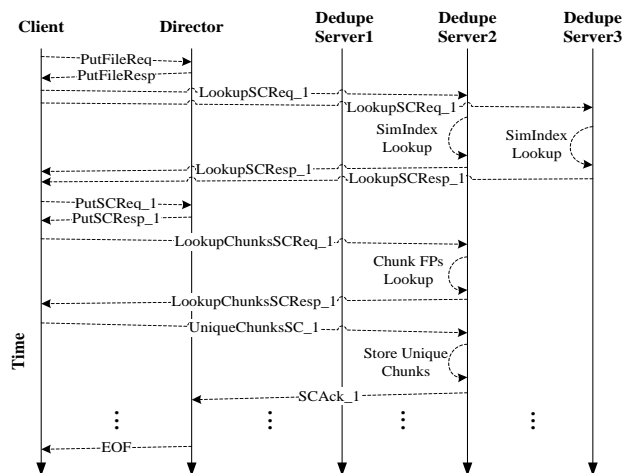 Client
Director
Dedupe
Server1
Dedupe
Server2
Dedupe
Server3
PutFileReq
PutFileResp
LookupSCReq_1
LookupSCReq_1
SimIndex
Lookup
SimIndex
Lookup
LookupSCResp_1
LookupSCResp_1
PutSCReq_1
PutSCResp_1
LookupChunksSCReq_1
Chunk FPs
Lookup
LookupChunksSCResp_1
UniqueChunksSC_1
Time
Store Unique
Chunks
SCAck_1
EOF